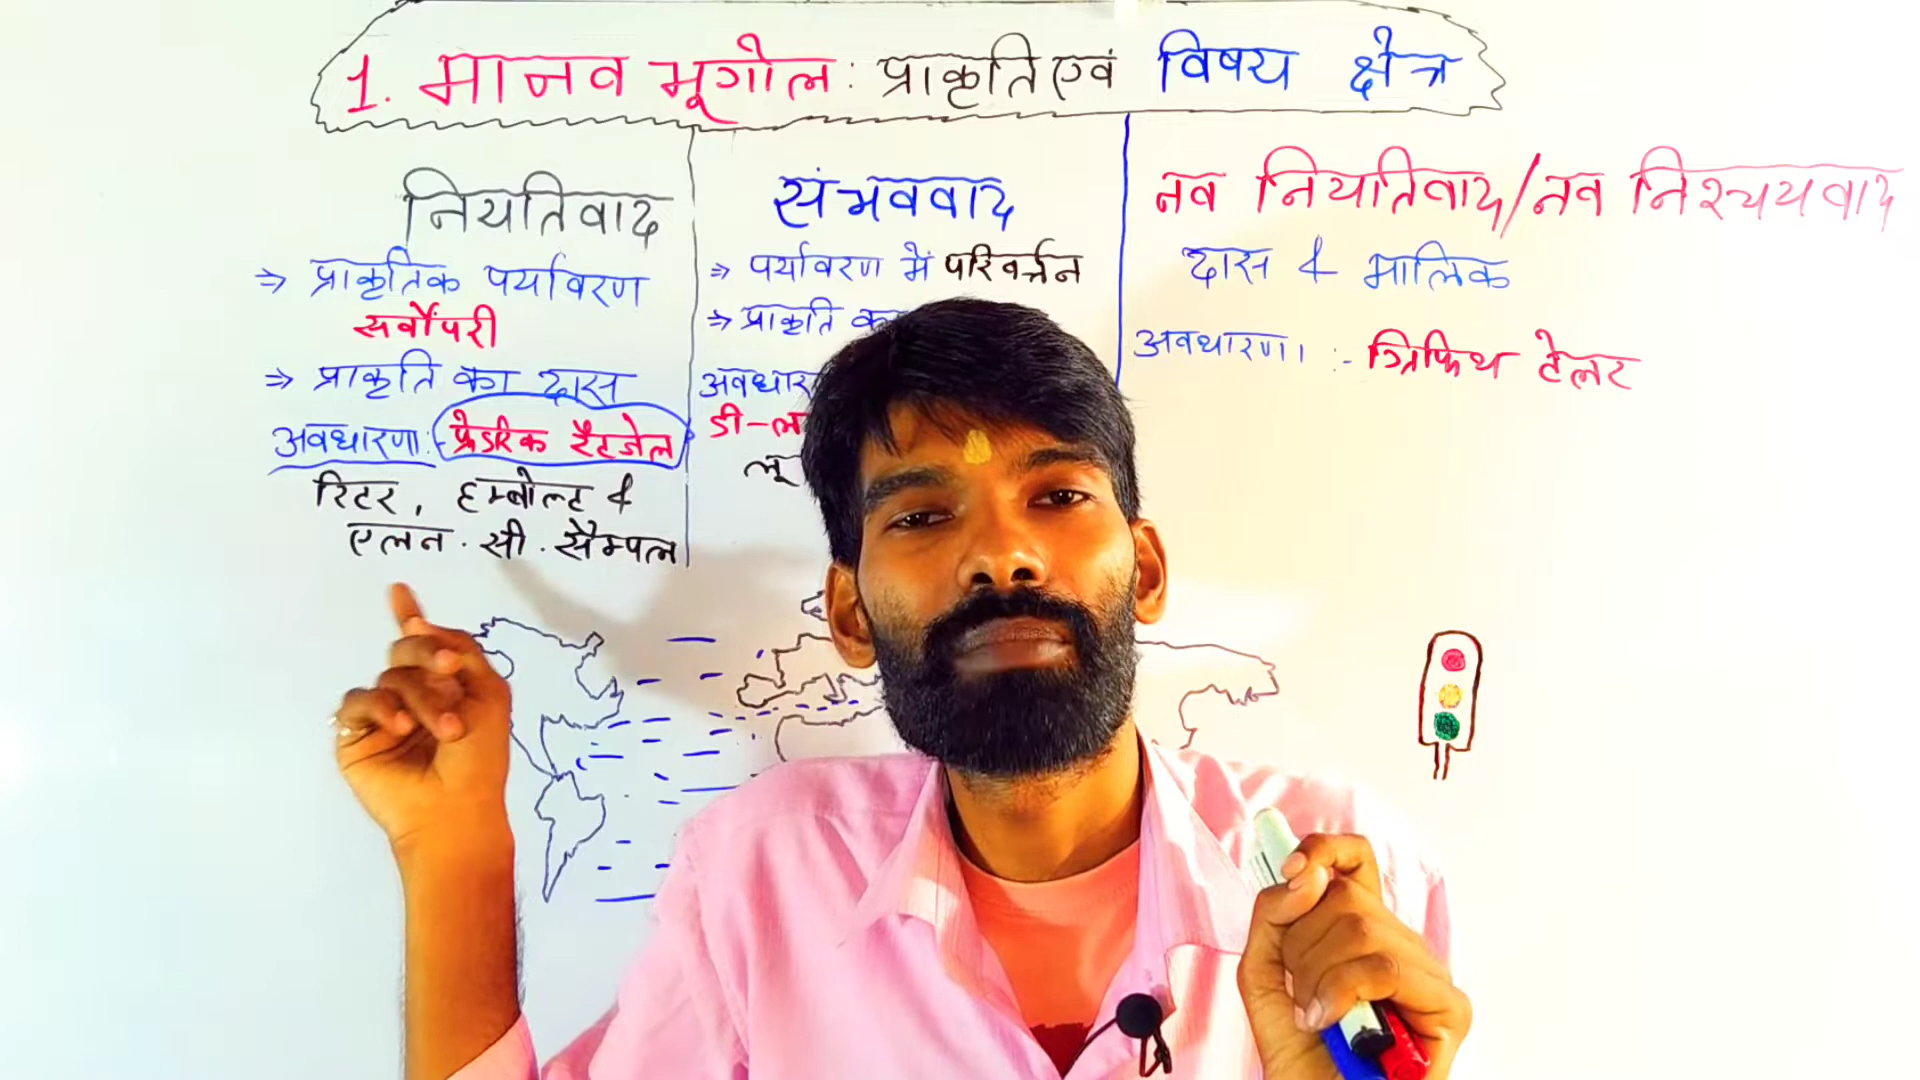 1. मानव भूगोल: प्राकृति एवं विषय क्षेत्र
नियतिवाद
⇒ प्राकृतिक पर्यावरण
सर्वोपरी
⇒ प्राकृति का दास
अवधारणा:- फ्रेडरिक रैटजेल
रिटर, हम्बोल्ट &
एलन. सी. सैम्पल
संभववाद
⇒ पर्यावरण में परिवर्त्तन
⇒ प्राकृति
डी-
नव नियतिवाद/नव निश्चयवाद
दास & मालिक
अवधारणा :- ग्रिफिथ टेलर